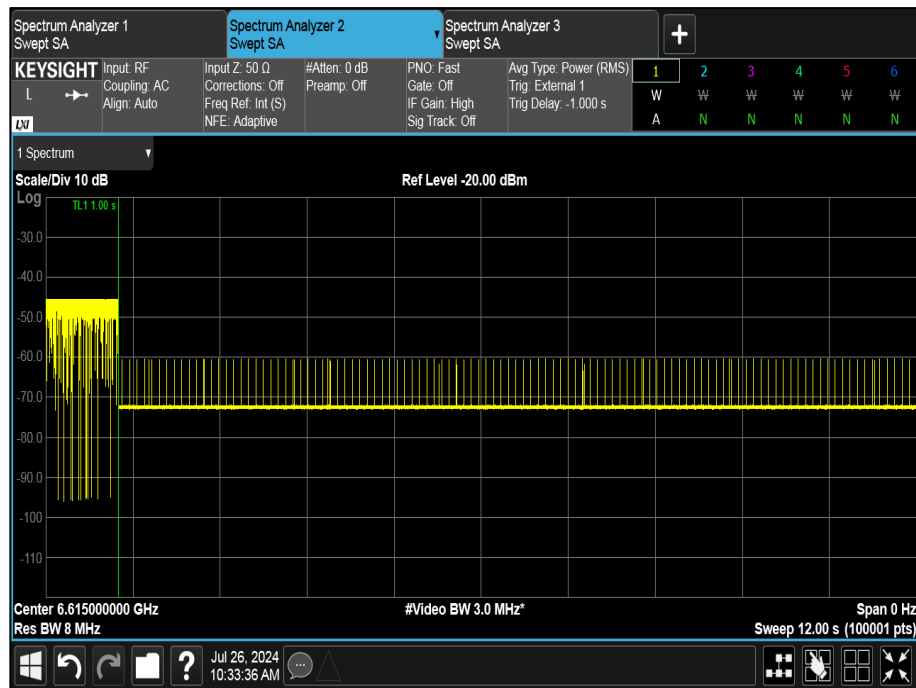 Spectrum Analyzer 1
Swept SA
Spectrum Analyzer 2
Swept SA
Spectrum Analyzer 3
Swept SA
+
KEYSIGHT
L
LXI
Input: RF
Coupling: AC
Align: Auto
Input Z: 50 Ω
Corrections: Off
Freq Ref: Int (S)
NFE: Adaptive
#Atten: 0 dB
Preamp: Off
PNO: Fast
Gate: Off
IF Gain: High
Sig Track: Off
Avg Type: Power (RMS)
Trig: External 1
Trig Delay: -1.000 s
1 2 3 4 5 6
W W W W W W
A N N N N N
1 Spectrum
Scale/Div 10 dB
Ref Level -20.00 dBm
Log
TL1 1.00 s
-30.0
-40.0
-50.0
-60.0
-70.0
-80.0
-90.0
-100
-110
Center 6.615000000 GHz
#Video BW 3.0 MHz*
Span 0 Hz
Res BW 8 MHz
Sweep 12.00 s (100001 pts)
?
Jul 26, 2024
10:33:36 AM